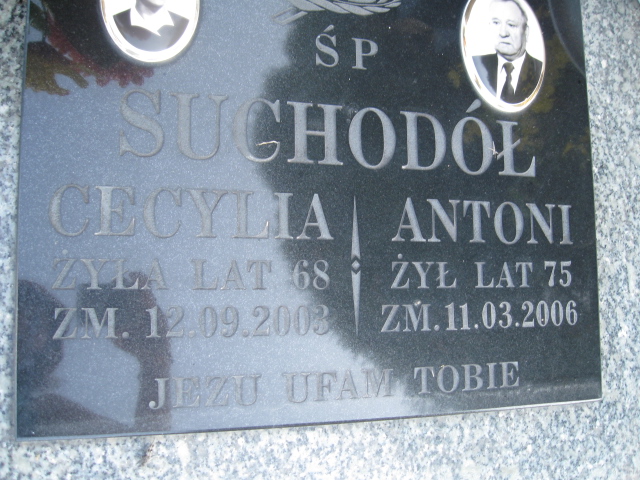 ŚP
SUCHODÓŁ
CECYLIA ANTONI
ŻYŁA LAT 68 ŻYŁ LAT 75
ZM. 12.09.2003 ZM. 11.03.2006
JEZU UFAM TOBIE